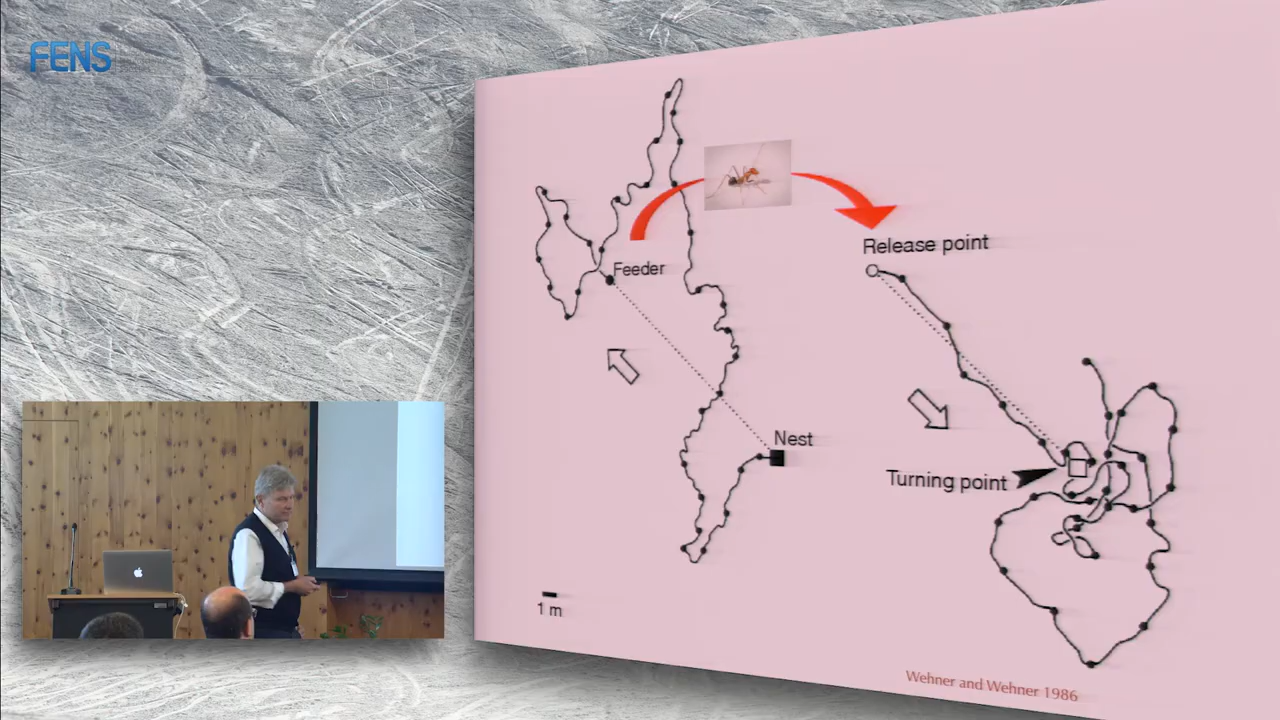 FENS
Release point
Feeder
Nest
Turning point
1 m
Wehner and Wehner 1986